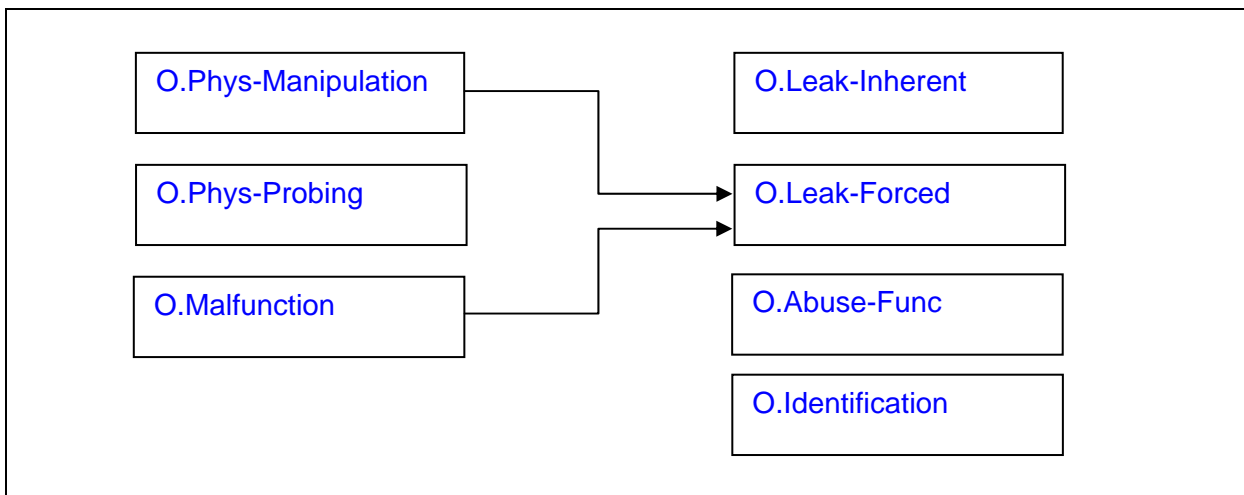 O.Phys-Manipulation
O.Leak-Inherent
O.Phys-Probing
O.Leak-Forced
O.Malfunction
O.Abuse-Func
O.Identification